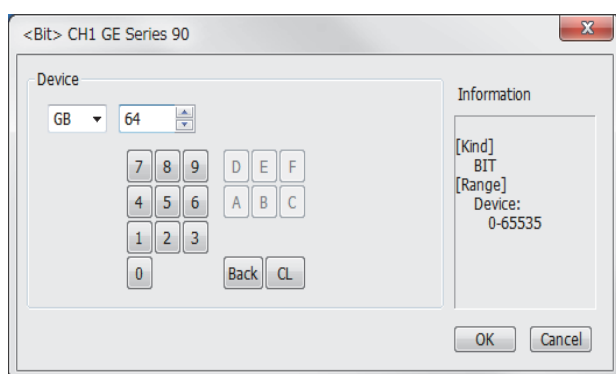 <Bit> CH1 GE Series 90
x
Device
GB 64
7 8 9 D E F
4 5 6 A B C
1 2 3
0 Back CL
Information
[Kind]
BIT
[Range]
Device:
0-65535
OK Cancel